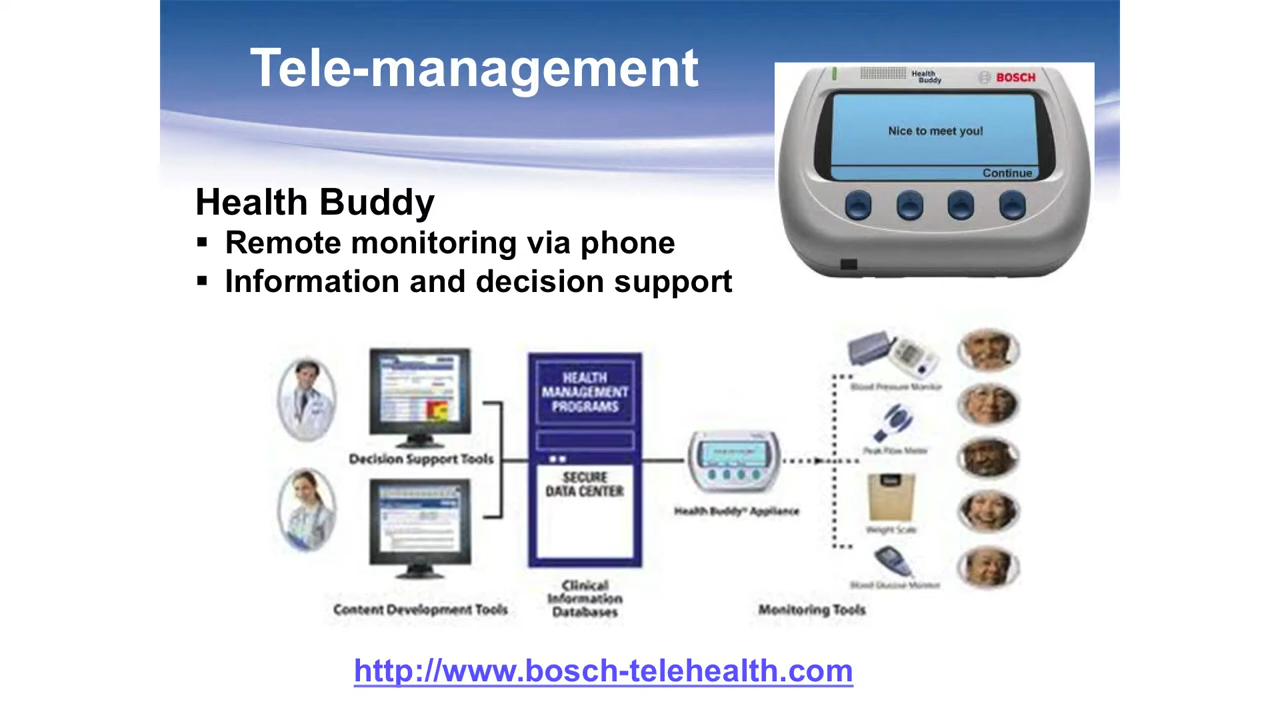 Tele-management
Health
Buddy
BOSCH
Nice to meet you!
Continue
Health Buddy
▪ Remote monitoring via phone
▪ Information and decision support
HEALTH
MANAGEMENT
PROGRAMS
Decision Support Tools
SECURE
DATA CENTER
Health Buddy® Appliance
Blood Pressure Monitor
Peak Flow Meter
Weight Scale
Blood Glucose Monitor
Content Development Tools
Clinical
Information
Databases
Monitoring Tools
http://www.bosch-telehealth.com